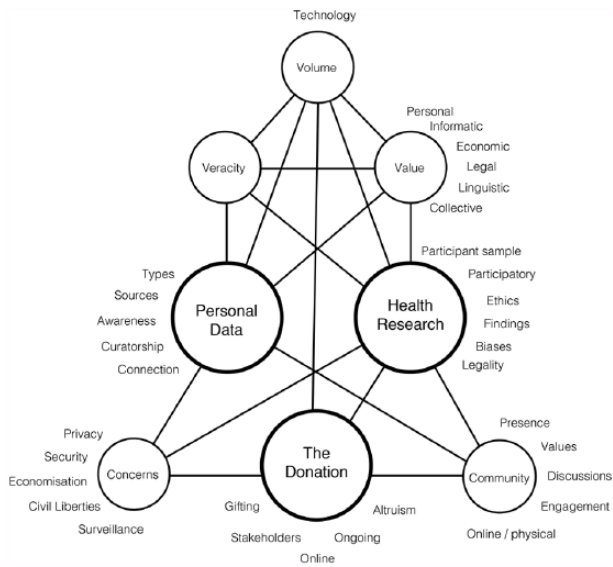 Technology
Volume
Personal
Informatic
Economic
Veracity
Value
Legal
Linguistic
Collective
Participant sample
Types
Participatory
Sources
Personal
Data
Health
Research
Ethics
Awareness
Findings
Curatorship
Biases
Connection
Legality
Privacy
Presence
Security
The
Donation
Values
Economisation
Concerns
Community
Discussions
Civil Liberties
Gifting
Altruism
Engagement
Surveillance
Stakeholders
Ongoing
Online / physical
Online